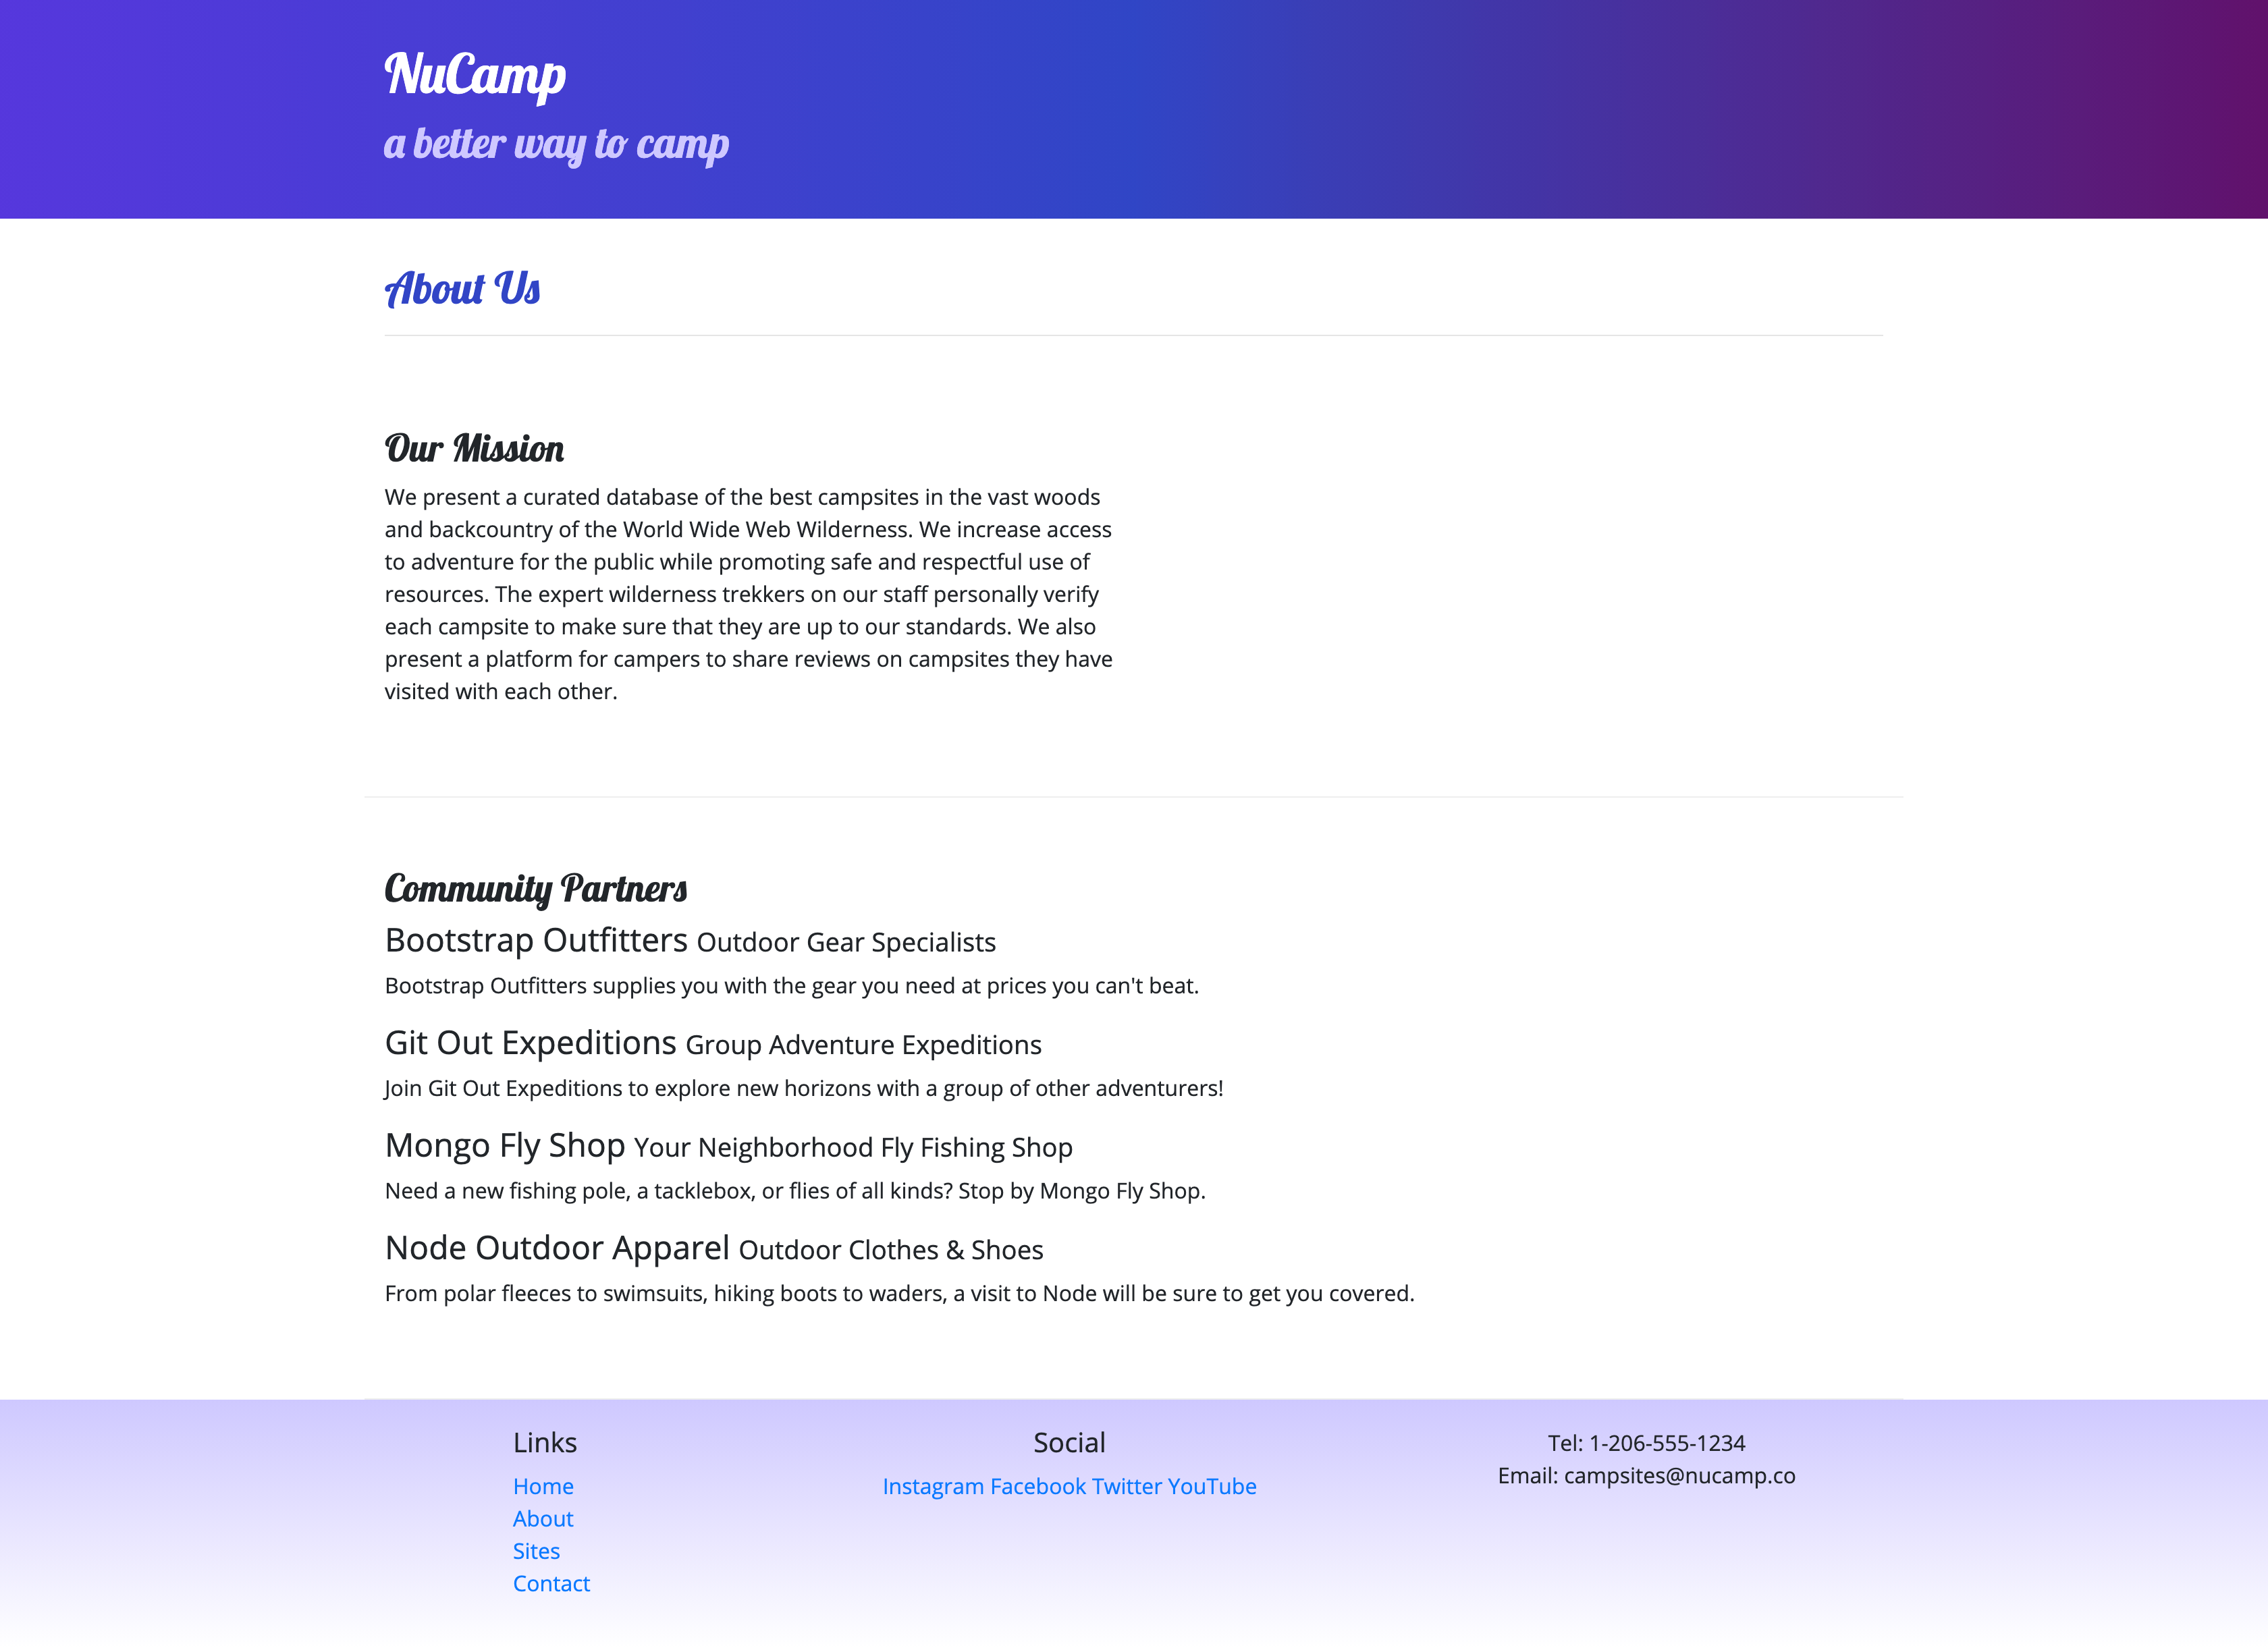 NuCamp
a better way to camp
About Us
Our Mission
We present a curated database of the best campsites in the vast woods
and backcountry of the World Wide Web Wilderness. We increase access
to adventure for the public while promoting safe and respectful use of
resources. The expert wilderness trekkers on our staff personally verify
each campsite to make sure that they are up to our standards. We also
present a platform for campers to share reviews on campsites they have
visited with each other.
Community Partners
Bootstrap Outfitters Outdoor Gear Specialists
Bootstrap Outfitters supplies you with the gear you need at prices you can't beat.
Git Out Expeditions Group Adventure Expeditions
Join Git Out Expeditions to explore new horizons with a group of other adventurers!
Mongo Fly Shop Your Neighborhood Fly Fishing Shop
Need a new fishing pole, a tacklebox, or flies of all kinds? Stop by Mongo Fly Shop.
Node Outdoor Apparel Outdoor Clothes & Shoes
From polar fleeces to swimsuits, hiking boots to waders, a visit to Node will be sure to get you covered.
Links
Home
About
Sites
Contact
Social
Instagram Facebook Twitter YouTube
Tel: 1-206-555-1234
Email: campsites@nucamp.co